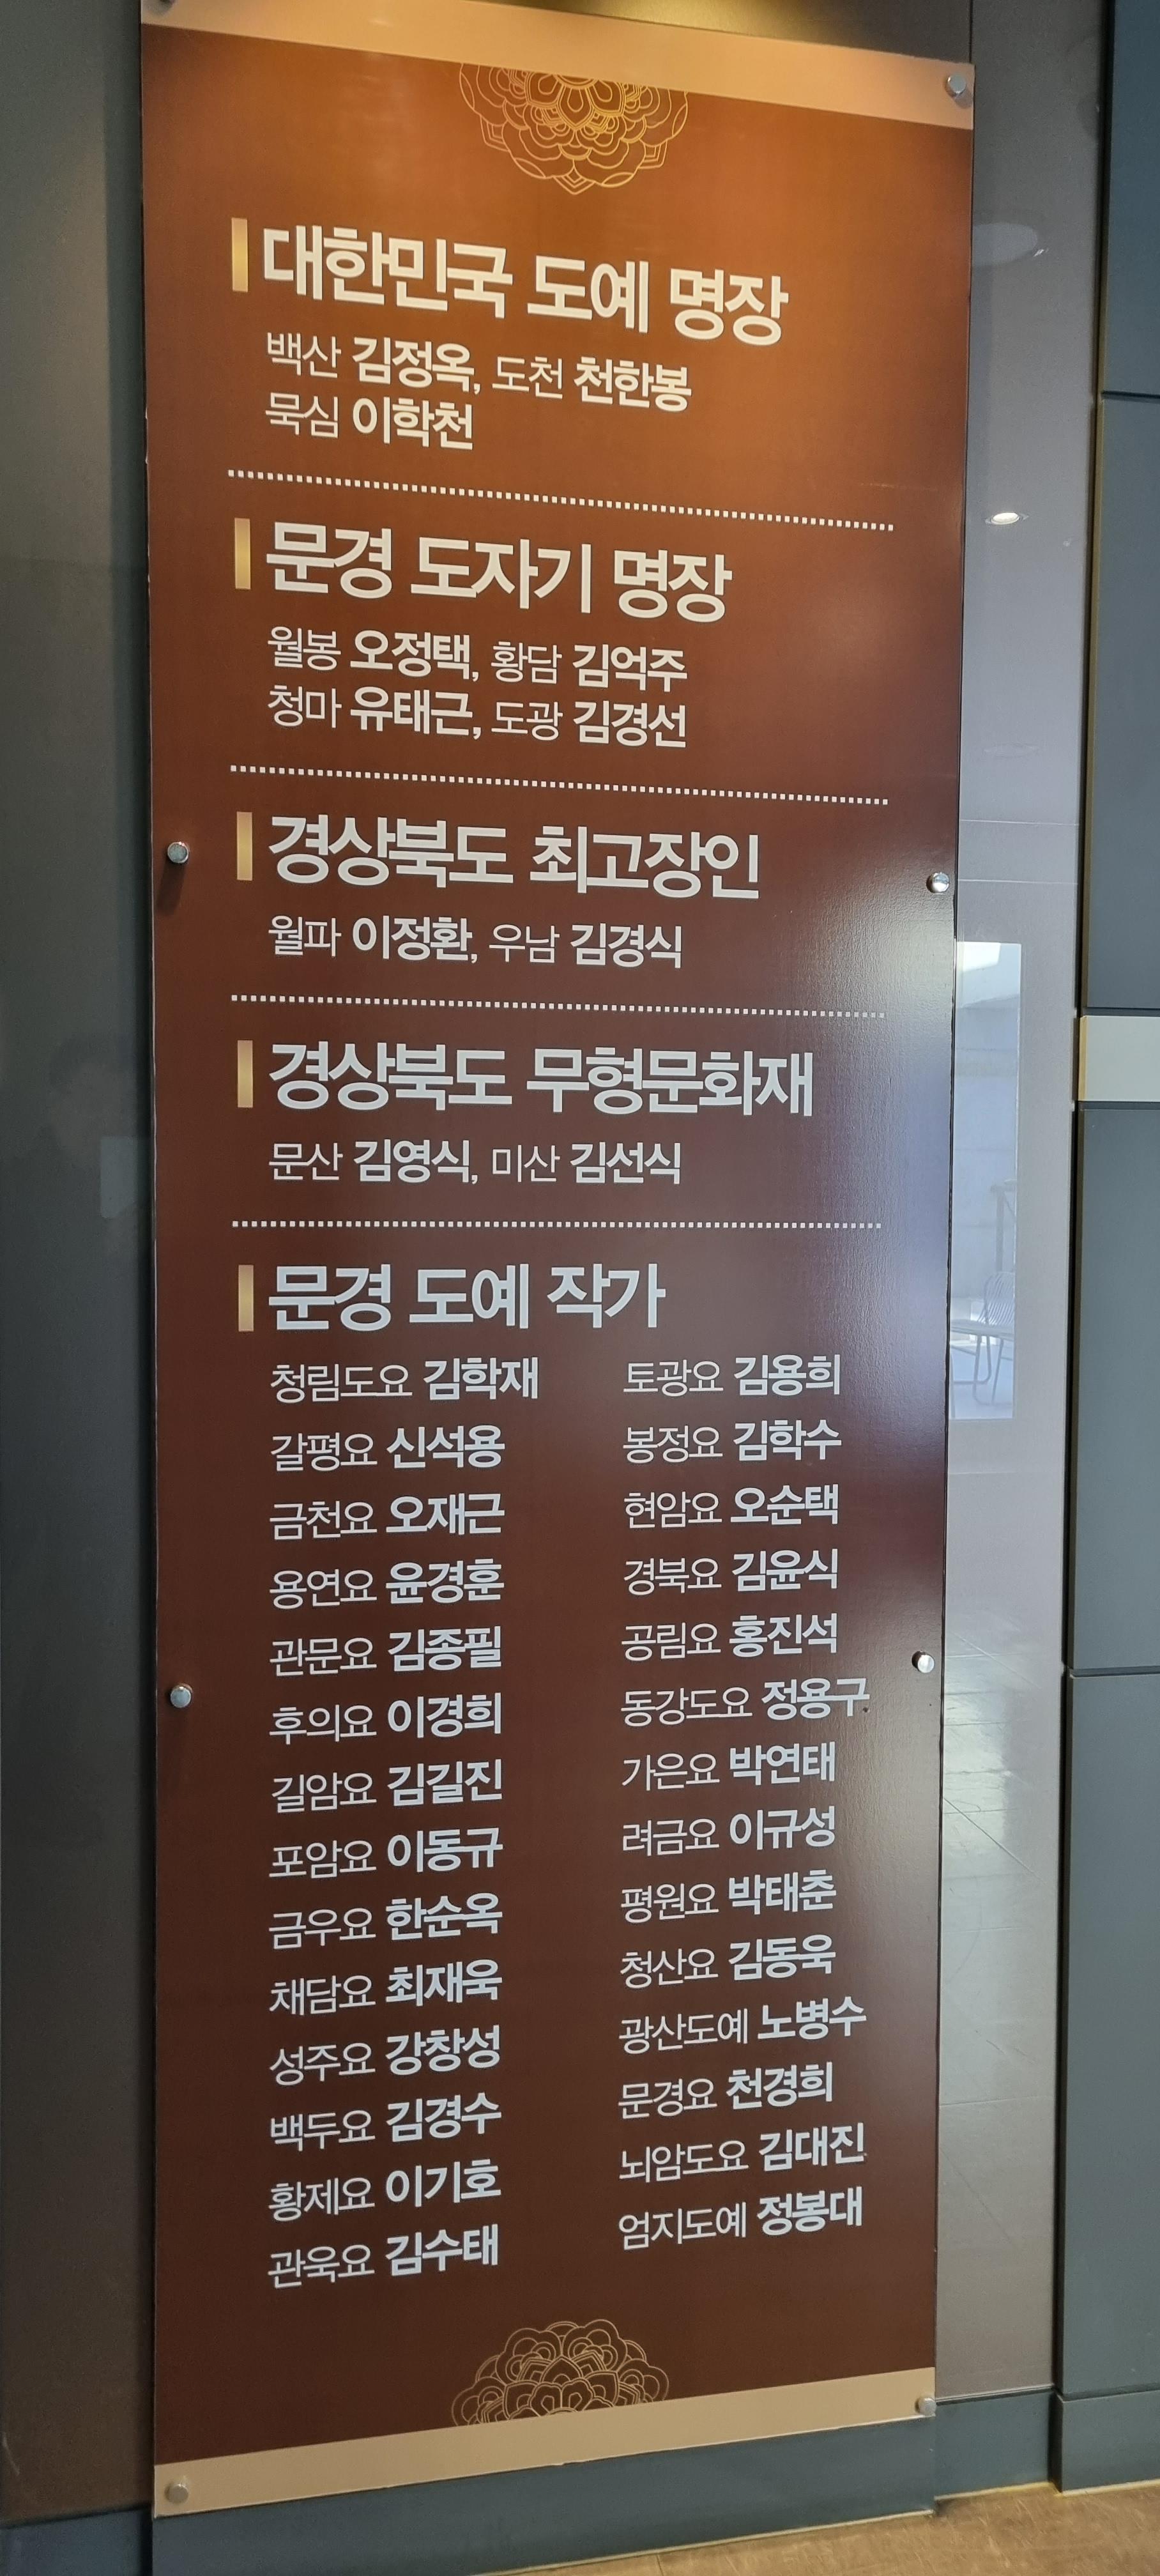 대한민국 도예 명장
백산 김정옥, 도천 천한봉
묵심 이학천
문경 도자기 명장
월봉 오정택, 황담 김억주
청마 유태근, 도광 김경선
경상북도 최고장인
월파 이정환, 우남 김경식
경상북도 무형문화재
문산 김영식, 미산 김선식
문경 도예 작가
청림도요 김학재
갈평요 신석용
금천요 오재근
용연요 윤경훈
관문요 김종필
후의요 이경희
길암요 김길진
포암요 이동규
금우요 한순옥
채담요 최재욱
성주요 강창성
백두요 김경수
황제요 이기호
관욱요 김수태
토광요 김용희
봉정요 김학수
현암요 오순택
경북요 김윤식
공림요 홍진석
동강도요 정용구
가은요 박연태
려금요 이규성
평원요 박태춘
청산요 김동욱
광산도예 노병수
문경요 천경희
뇌암도요 김대진
엄지도예 정봉대